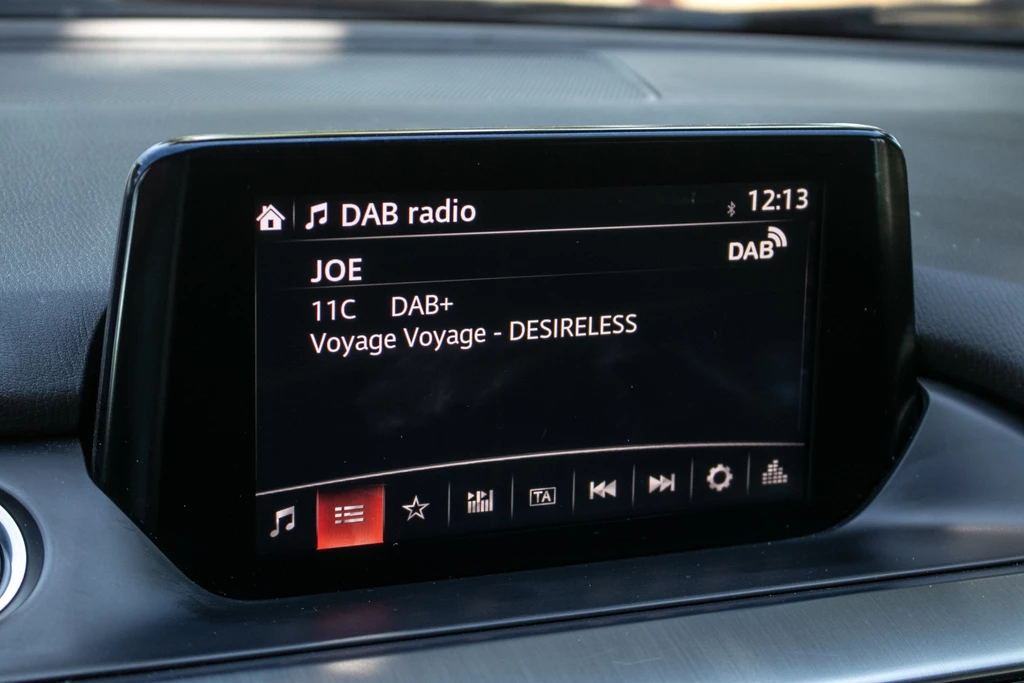 DAB radio 12:13
JOE DAB
11C DAB+
Voyage Voyage - DESIRELESS
TA